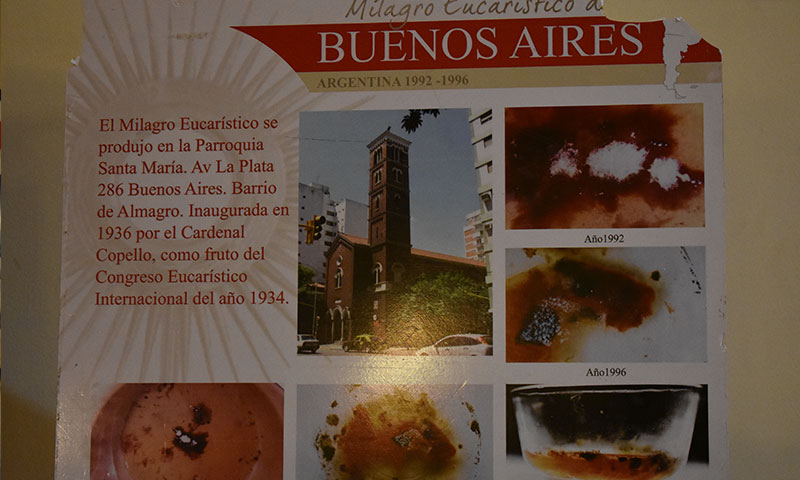 Milagro Eucarístico d
BUENOS AIRES
ARGENTINA 1992 -1996
El Milagro Eucarístico se
produjo en la Parroquia
Santa María. Av La Plata
286 Buenos Aires. Barrio
de Almagro. Inaugurada en
1936 por el Cardenal
Copello, como fruto del
Congreso Eucarístico
Internacional del año 1934.
Año1992
Año1996